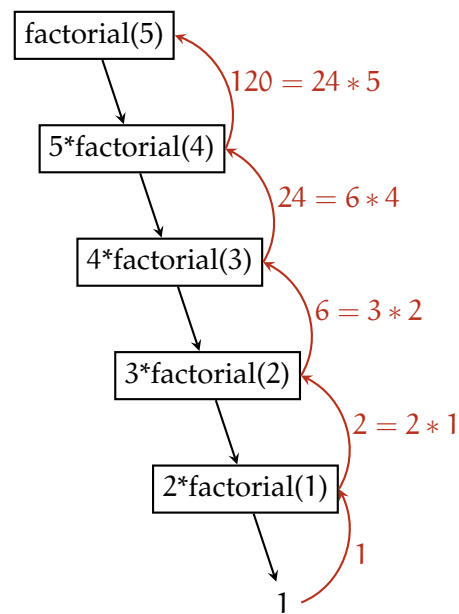 factorial(5)
120 = 24 ∗ 5
5*factorial(4)
24 = 6 ∗ 4
4*factorial(3)
6 = 3 ∗ 2
3*factorial(2)
2 = 2 ∗ 1
2*factorial(1)
1
1